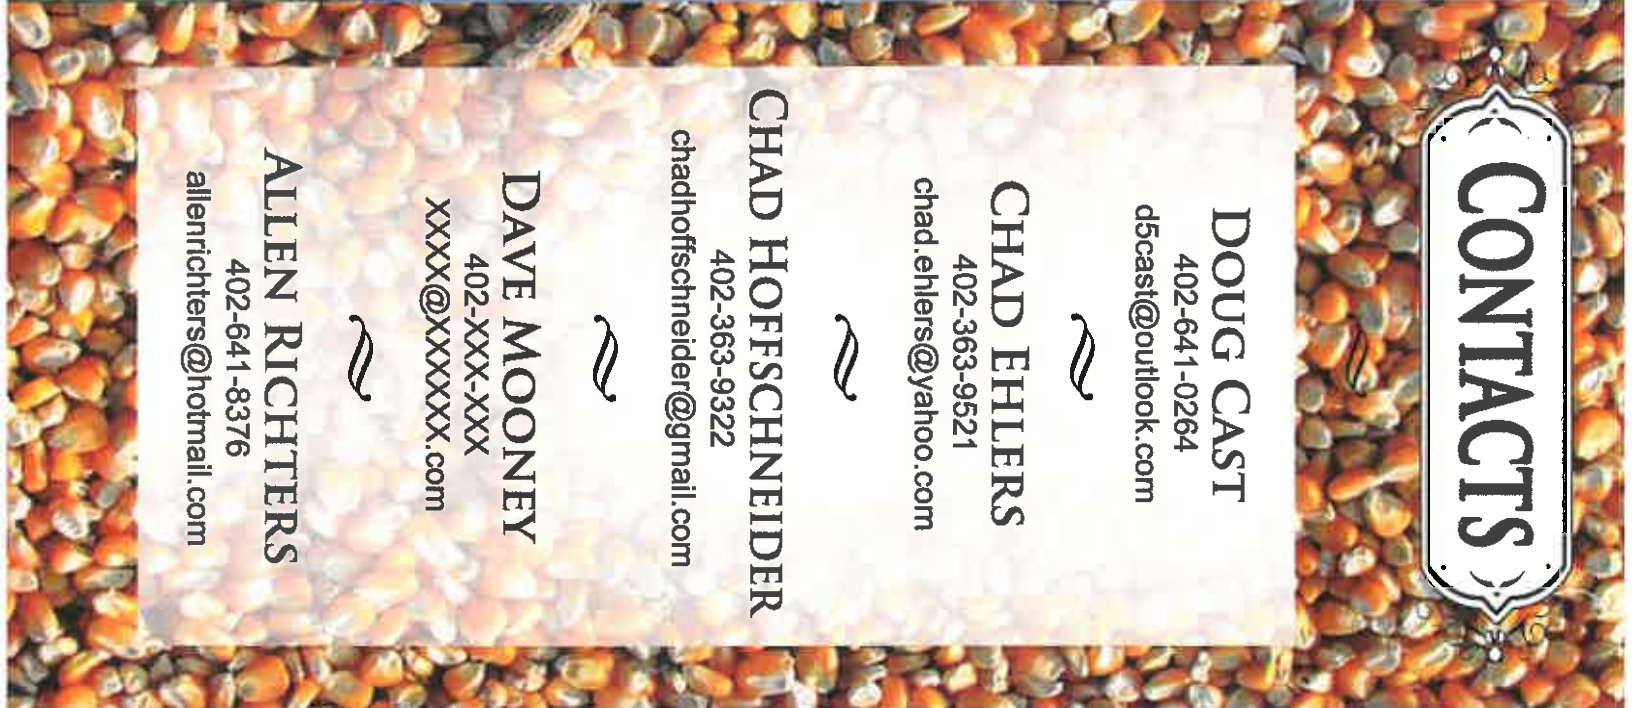 CONTACTS
DOUG CAST
402-641-0264
d5cast@outlook.com
CHAD EHLERS
402-363-9521
chad.ehlers@yahoo.com
CHAD HOFFSCHNEIDER
402-363-9322
chadhoffschneider@gmail.com
DAVE MOONEY
402-XXX-XXX
XXXX@XXXXXX.com
ALLEN RICHTERS
402-641-8376
allenrichters@hotmail.com